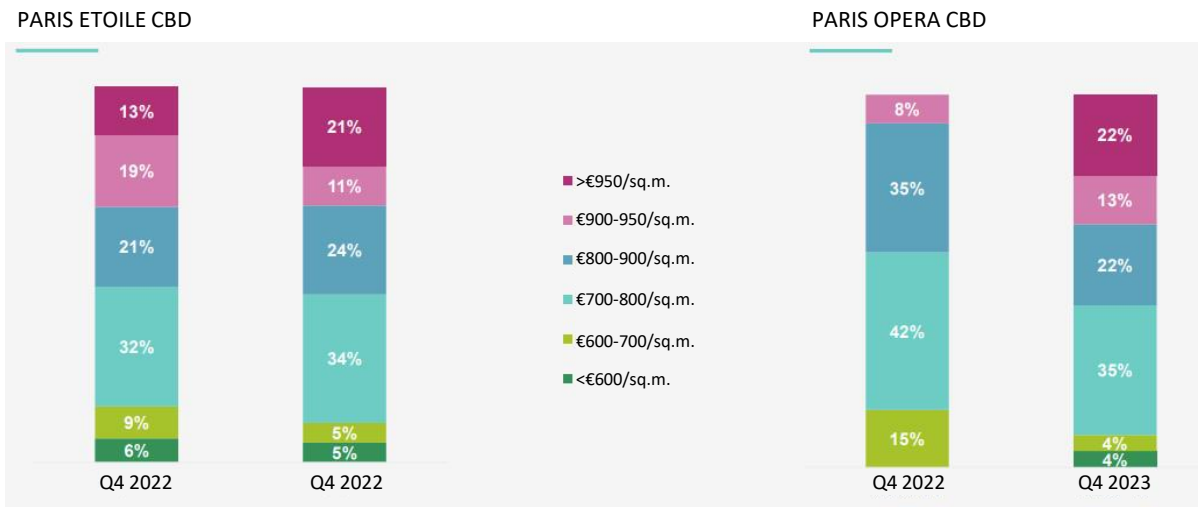 PARIS ETOILE CBD
13%
19%
21%
32%
9%
6%
Q4 2022
21%
11%
24%
34%
5%
5%
Q4 2022
>€950/sq.m.
€900-950/sq.m.
€800-900/sq.m.
€700-800/sq.m.
€600-700/sq.m.
<€600/sq.m.
PARIS OPERA CBD
8%
35%
42%
15%
Q4 2022
22%
13%
22%
35%
4%
4%
Q4 2023